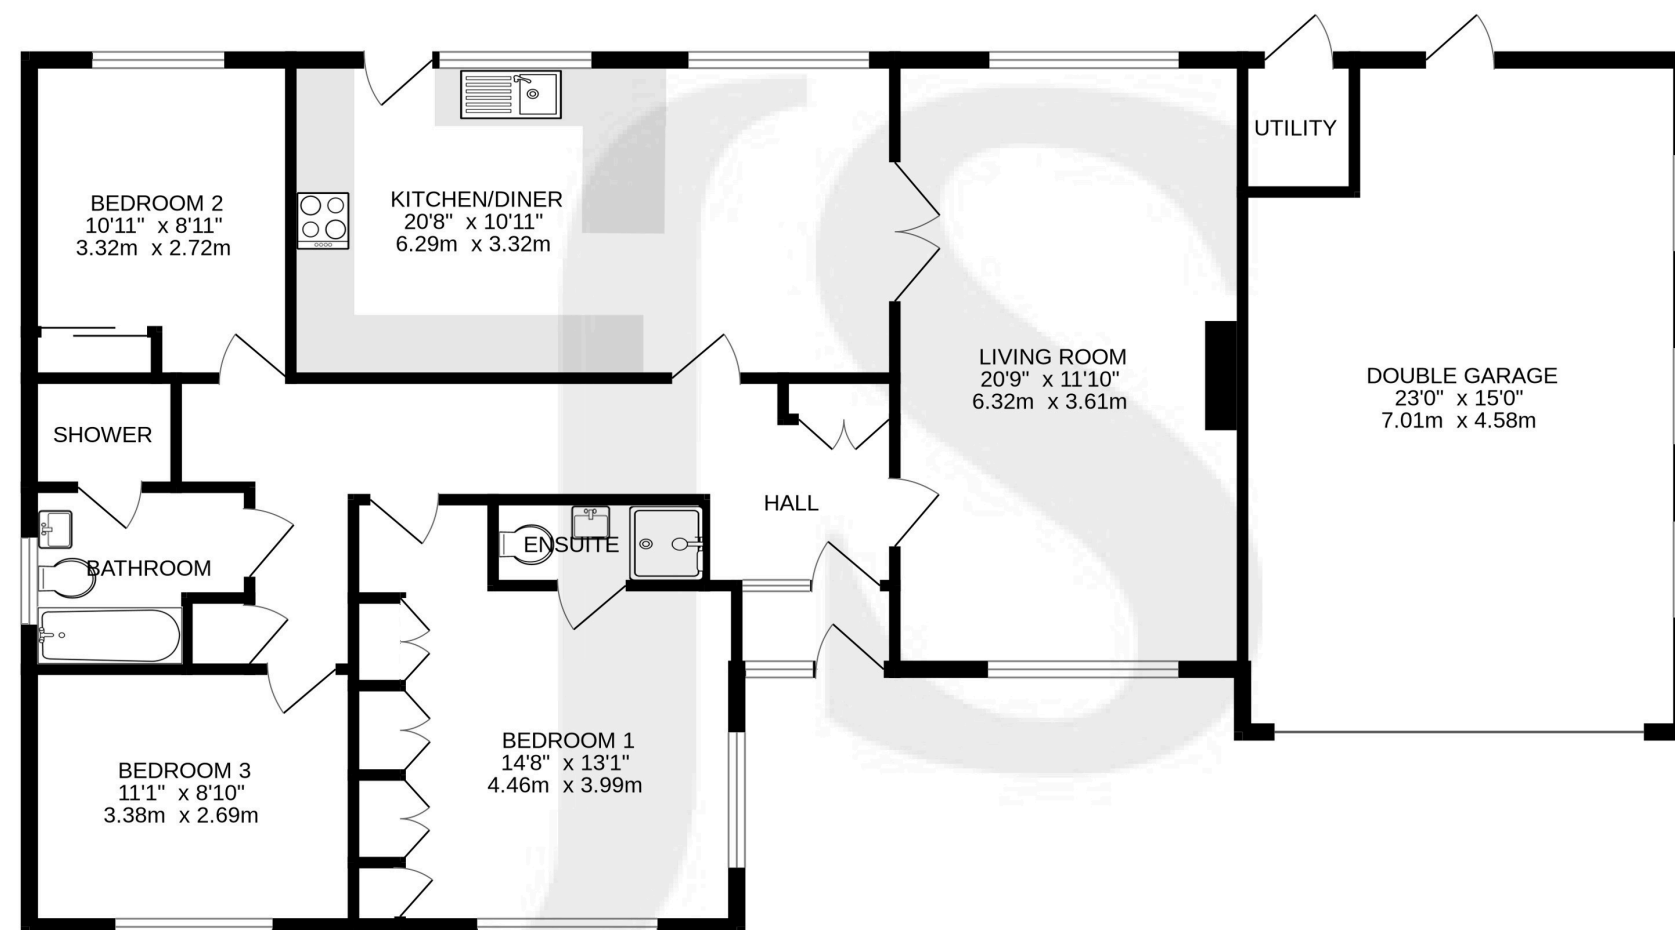 BEDROOM 2
10'11" x 8'11"
3.32m x 2.72m
KITCHEN/DINER
20'8" x 10'11"
6.29m x 3.32m
UTILITY
LIVING ROOM
20'9" x 11'10"
6.32m x 3.61m
DOUBLE GARAGE
23'0" x 15'0"
7.01m x 4.58m
SHOWER
HALL
ENSUITE
BATHROOM
BEDROOM 1
14'8" x 13'1"
4.46m x 3.99m
BEDROOM 3
11'1" x 8'10"
3.38m x 2.69m